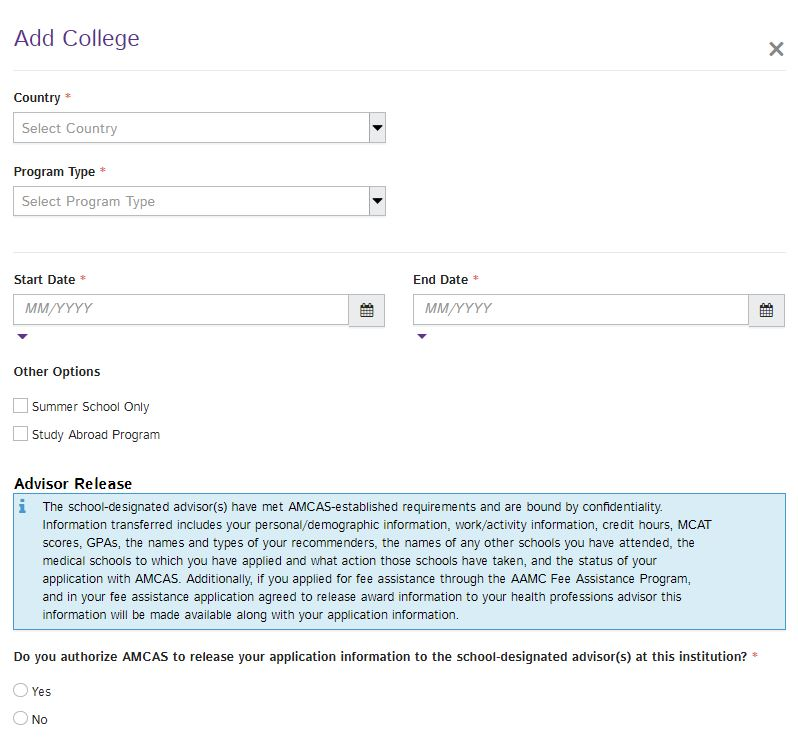 Add College
Country *
Select Country
Program Type *
Select Program Type
Start Date *
End Date *
MM/YYYY
MM/YYYY
Other Options
Summer School Only
Study Abroad Program
Advisor Release
The school-designated advisor(s) have met AMCAS-established requirements and are bound by confidentiality.
Information transferred includes your personal/demographic information, work/activity information, credit hours, MCAT
scores, GPAs, the names and types of your recommenders, the names of any other schools you have attended, the
medical schools to which you have applied and what action those schools have taken, and the status of your
application with AMCAS. Additionally, if you applied for fee assistance through the AAMC Fee Assistance Program,
and in your fee assistance application agreed to release award information to your health professions advisor this
information will be made available along with your application information.
Do you authorize AMCAS to release your application information to the school-designated advisor(s) at this institution? *
Yes
No